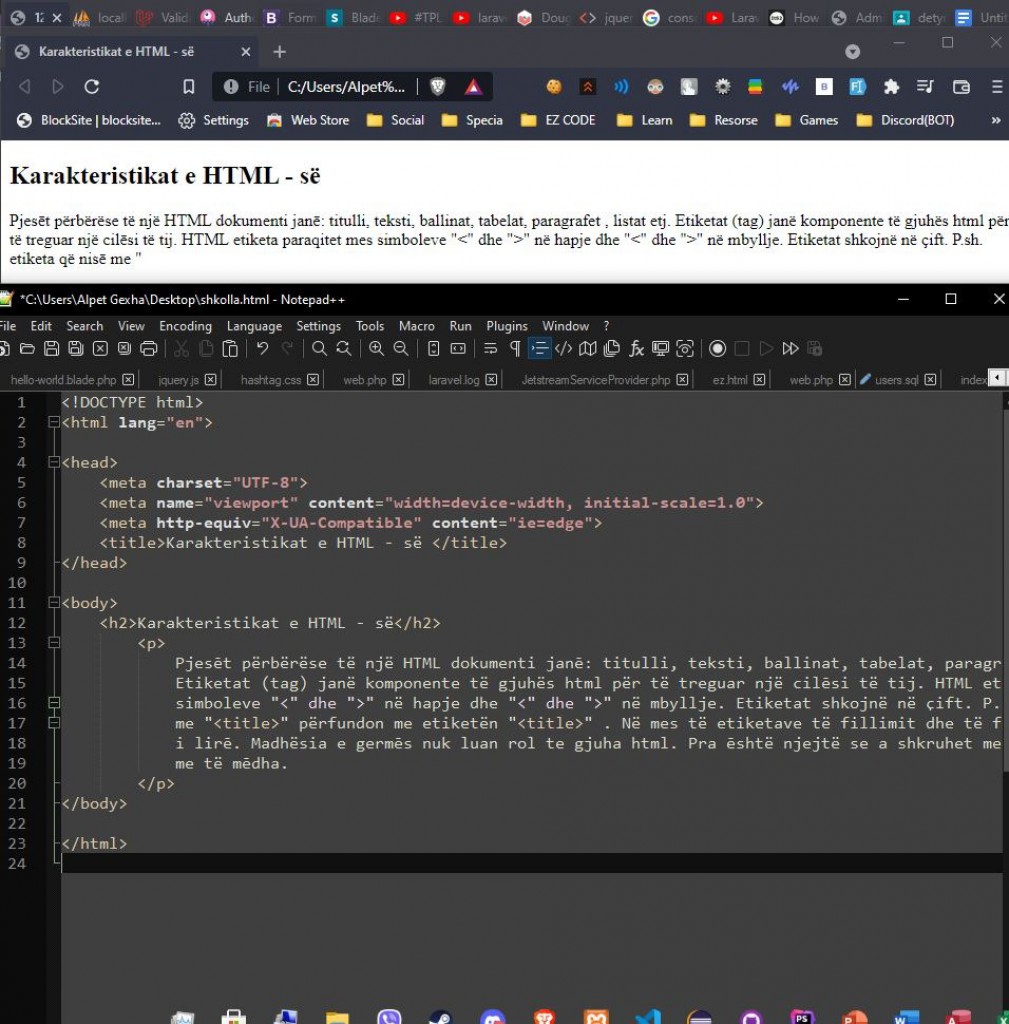 12 locall Valid Auth Form Blade #TPL larav Doug jquer cons Larav How Adm dety Untit
Karakteristikat e HTML - së
File C:/Users/Alpet%...
BlockSite | blocksite... Settings Web Store Social Specia EZ CODE Learn Resorse Games Discord(BOT) »
Karakteristikat e HTML - së
Pjesët përbërëse të një HTML dokumenti janë: titulli, teksti, ballinat, tabelat, paragrafet , listat etj. Etiketat (tag) janë komponente të gjuhës html për
të treguar një cilësi të tij. HTML etiketa paraqitet mes simboleve "<" dhe ">" në hapje dhe "<" dhe ">" në mbyllje. Etiketat shkojnë në çift. P.sh.
etiketa që nisë me "
*C:\Users\Alpet Gexha\Desktop\shkolla.html - Notepad++
File Edit Search View Encoding Language Settings Tools Macro Run Plugins Window ?
hello-world.blade.php jquery.js hashtag.css web.php laravel.log JetstreamServiceProvider.php ez.html web.php users.sql index
1 <!DOCTYPE html>
2 <html lang="en">
3
4 <head>
5 <meta charset="UTF-8">
6 <meta name="viewport" content="width=device-width, initial-scale=1.0">
7 <meta http-equiv="X-UA-Compatible" content="ie=edge">
8 <title>Karakteristikat e HTML - së </title>
9 </head>
10
11 <body>
12 <h2>Karakteristikat e HTML - së</h2>
13 <p>
14 Pjesët përbërëse të një HTML dokumenti janë: titulli, teksti, ballinat, tabelat, paragr
15 Etiketat (tag) janë komponente të gjuhës html për të treguar një cilësi të tij. HTML et
16 simboleve "<" dhe ">" në hapje dhe "<" dhe ">" në mbyllje. Etiketat shkojnë në çift. P.
17 me "<title>" përfundon me etiketën "<title>" . Në mes të etiketave të fillimit dhe të f
18 i lirë. Madhësia e germës nuk luan rol te gjuha html. Pra është njejtë se a shkruhet me
19 me të mëdha.
20 </p>
21 </body>
22
23 </html>
24